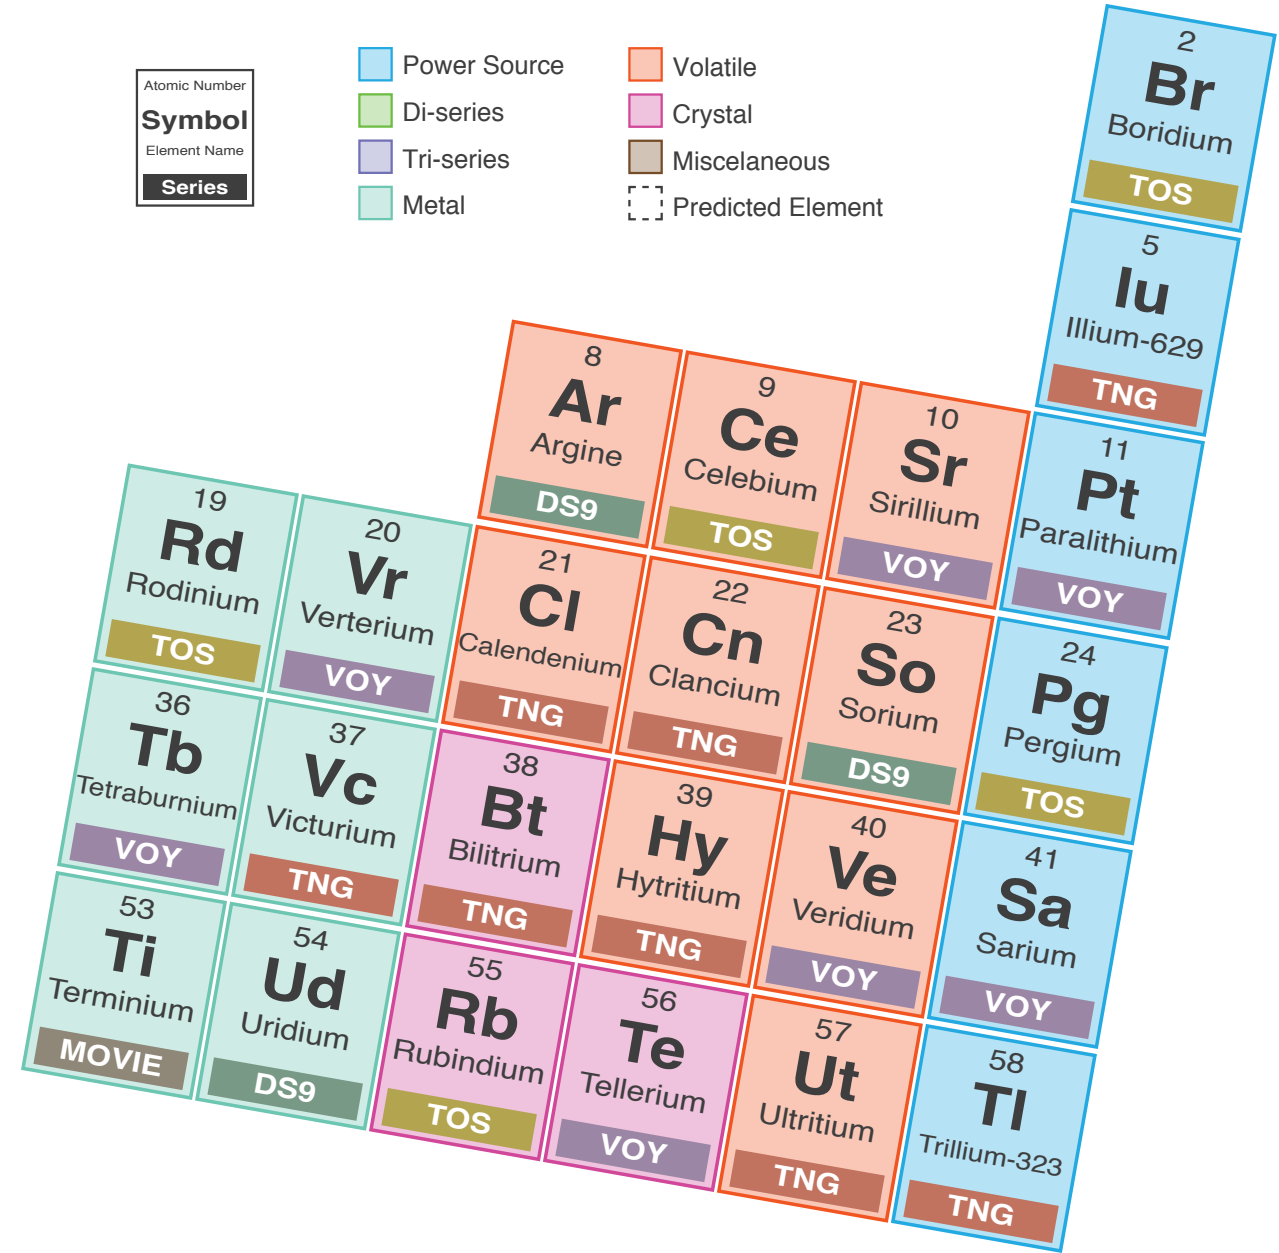 Atomic Number
Symbol
Element Name
Series
Power Source
Di-series
Tri-series
Metal
Volatile
Crystal
Miscelaneous
Predicted Element
2
Br
Boridium
TOS
5
Iu
Illium-629
TNG
8
Ar
Argine
DS9
9
Ce
Celebium
TOS
10
Sr
Sirillium
VOY
11
Pt
Paralithium
VOY
19
Rd
Rodinium
TOS
20
Vr
Verterium
VOY
21
Cl
Calendenium
TNG
22
Cn
Clancium
TNG
23
So
Sorium
DS9
24
Pg
Pergium
TOS
36
Tb
Tetraburnium
VOY
37
Vc
Victurium
TNG
38
Bt
Bilitrium
TNG
39
Hy
Hytritium
TNG
40
Ve
Veridium
VOY
41
Sa
Sarium
VOY
53
Ti
Terminium
MOVIE
54
Ud
Uridium
DS9
55
Rb
Rubindium
TOS
56
Te
Tellerium
VOY
57
Ut
Ultritium
TNG
58
Tl
Trillium-323
TNG